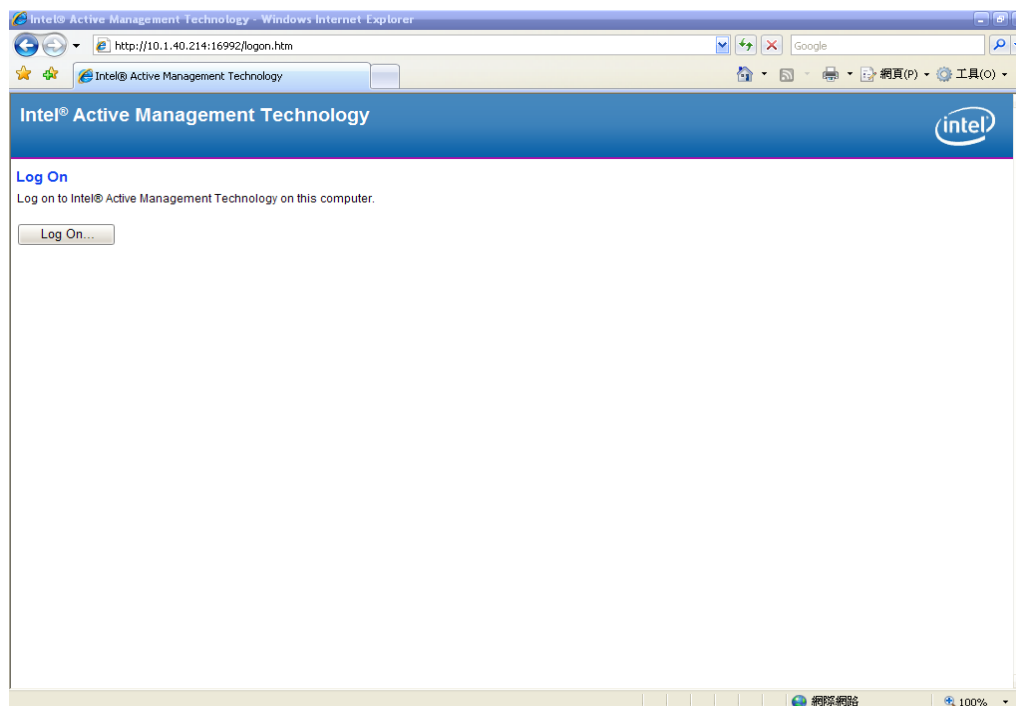 Intel® Active Management Technology - Windows Internet Explorer
http://10.1.40.214:16992/logon.htm
Google
Intel® Active Management Technology
網頁(P)
工具(O)
Intel® Active Management Technology
intel
Log On
Log on to Intel® Active Management Technology on this computer.
Log On...
網際網路
100%